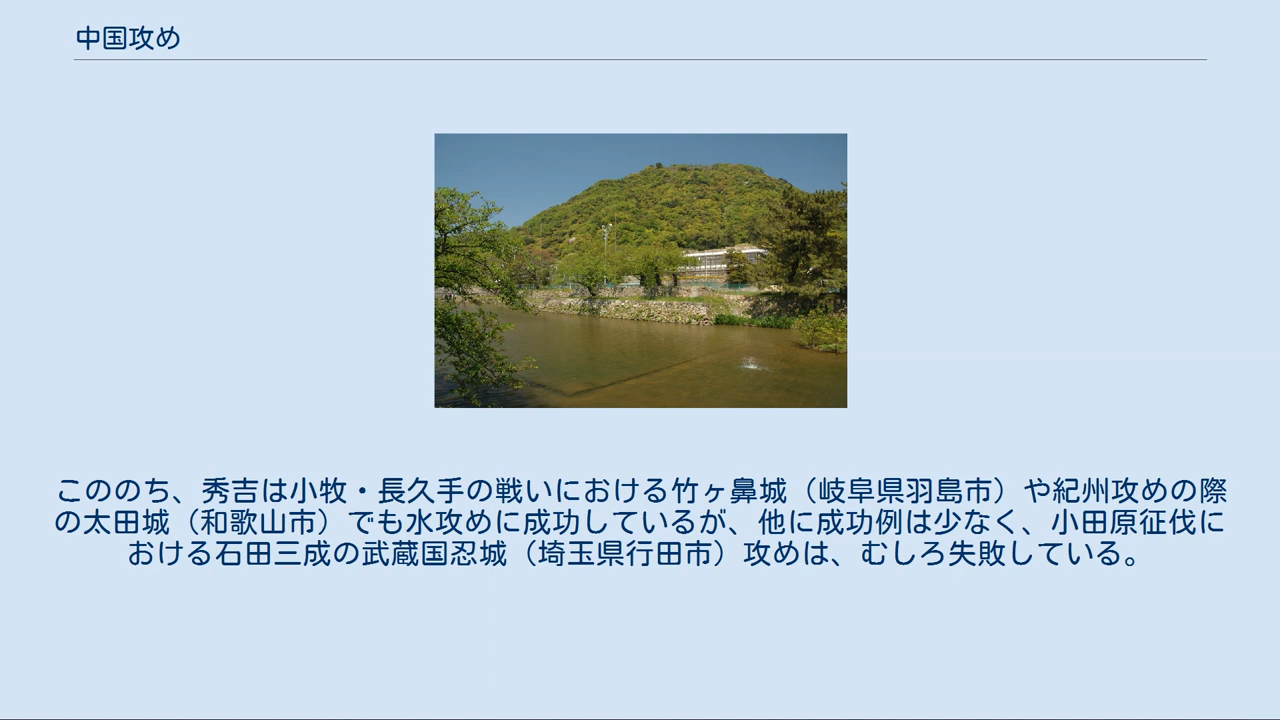 中国攻め
こののち、秀吉は小牧・長久手の戦いにおける竹ヶ鼻城（岐阜県羽島市）や紀州攻めの際
の太田城（和歌山市）でも水攻めに成功しているが、他に成功例は少なく、小田原征伐に
おける石田三成の武蔵国忍城（埼玉県行田市）攻めは、むしろ失敗している。